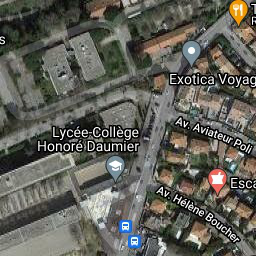 Exotica Voyag
Lycée-Collège
Honoré Daumier
Av. Aviateur Poli
Esca
Av. Hélène Boucher